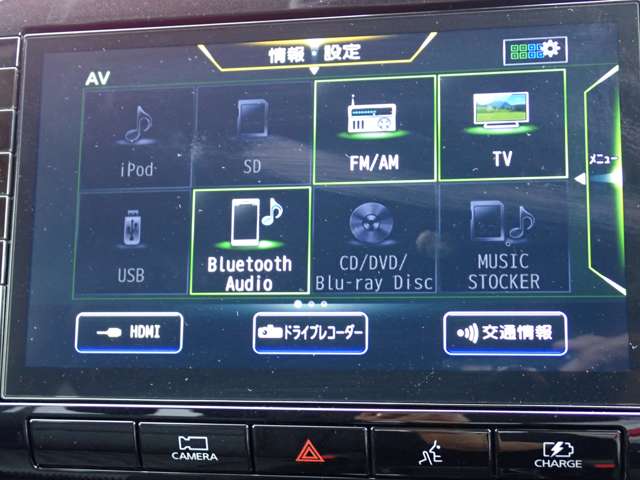 情報・設定
AV
iPod
SD
FM/AM
TV
メニュー
USB
Bluetooth
Audio
CD/DVD/
Blu-ray Disc
MUSIC
STOCKER
HDMI
ドライブレコーダー
交通情報
CAMERA
CHARGE